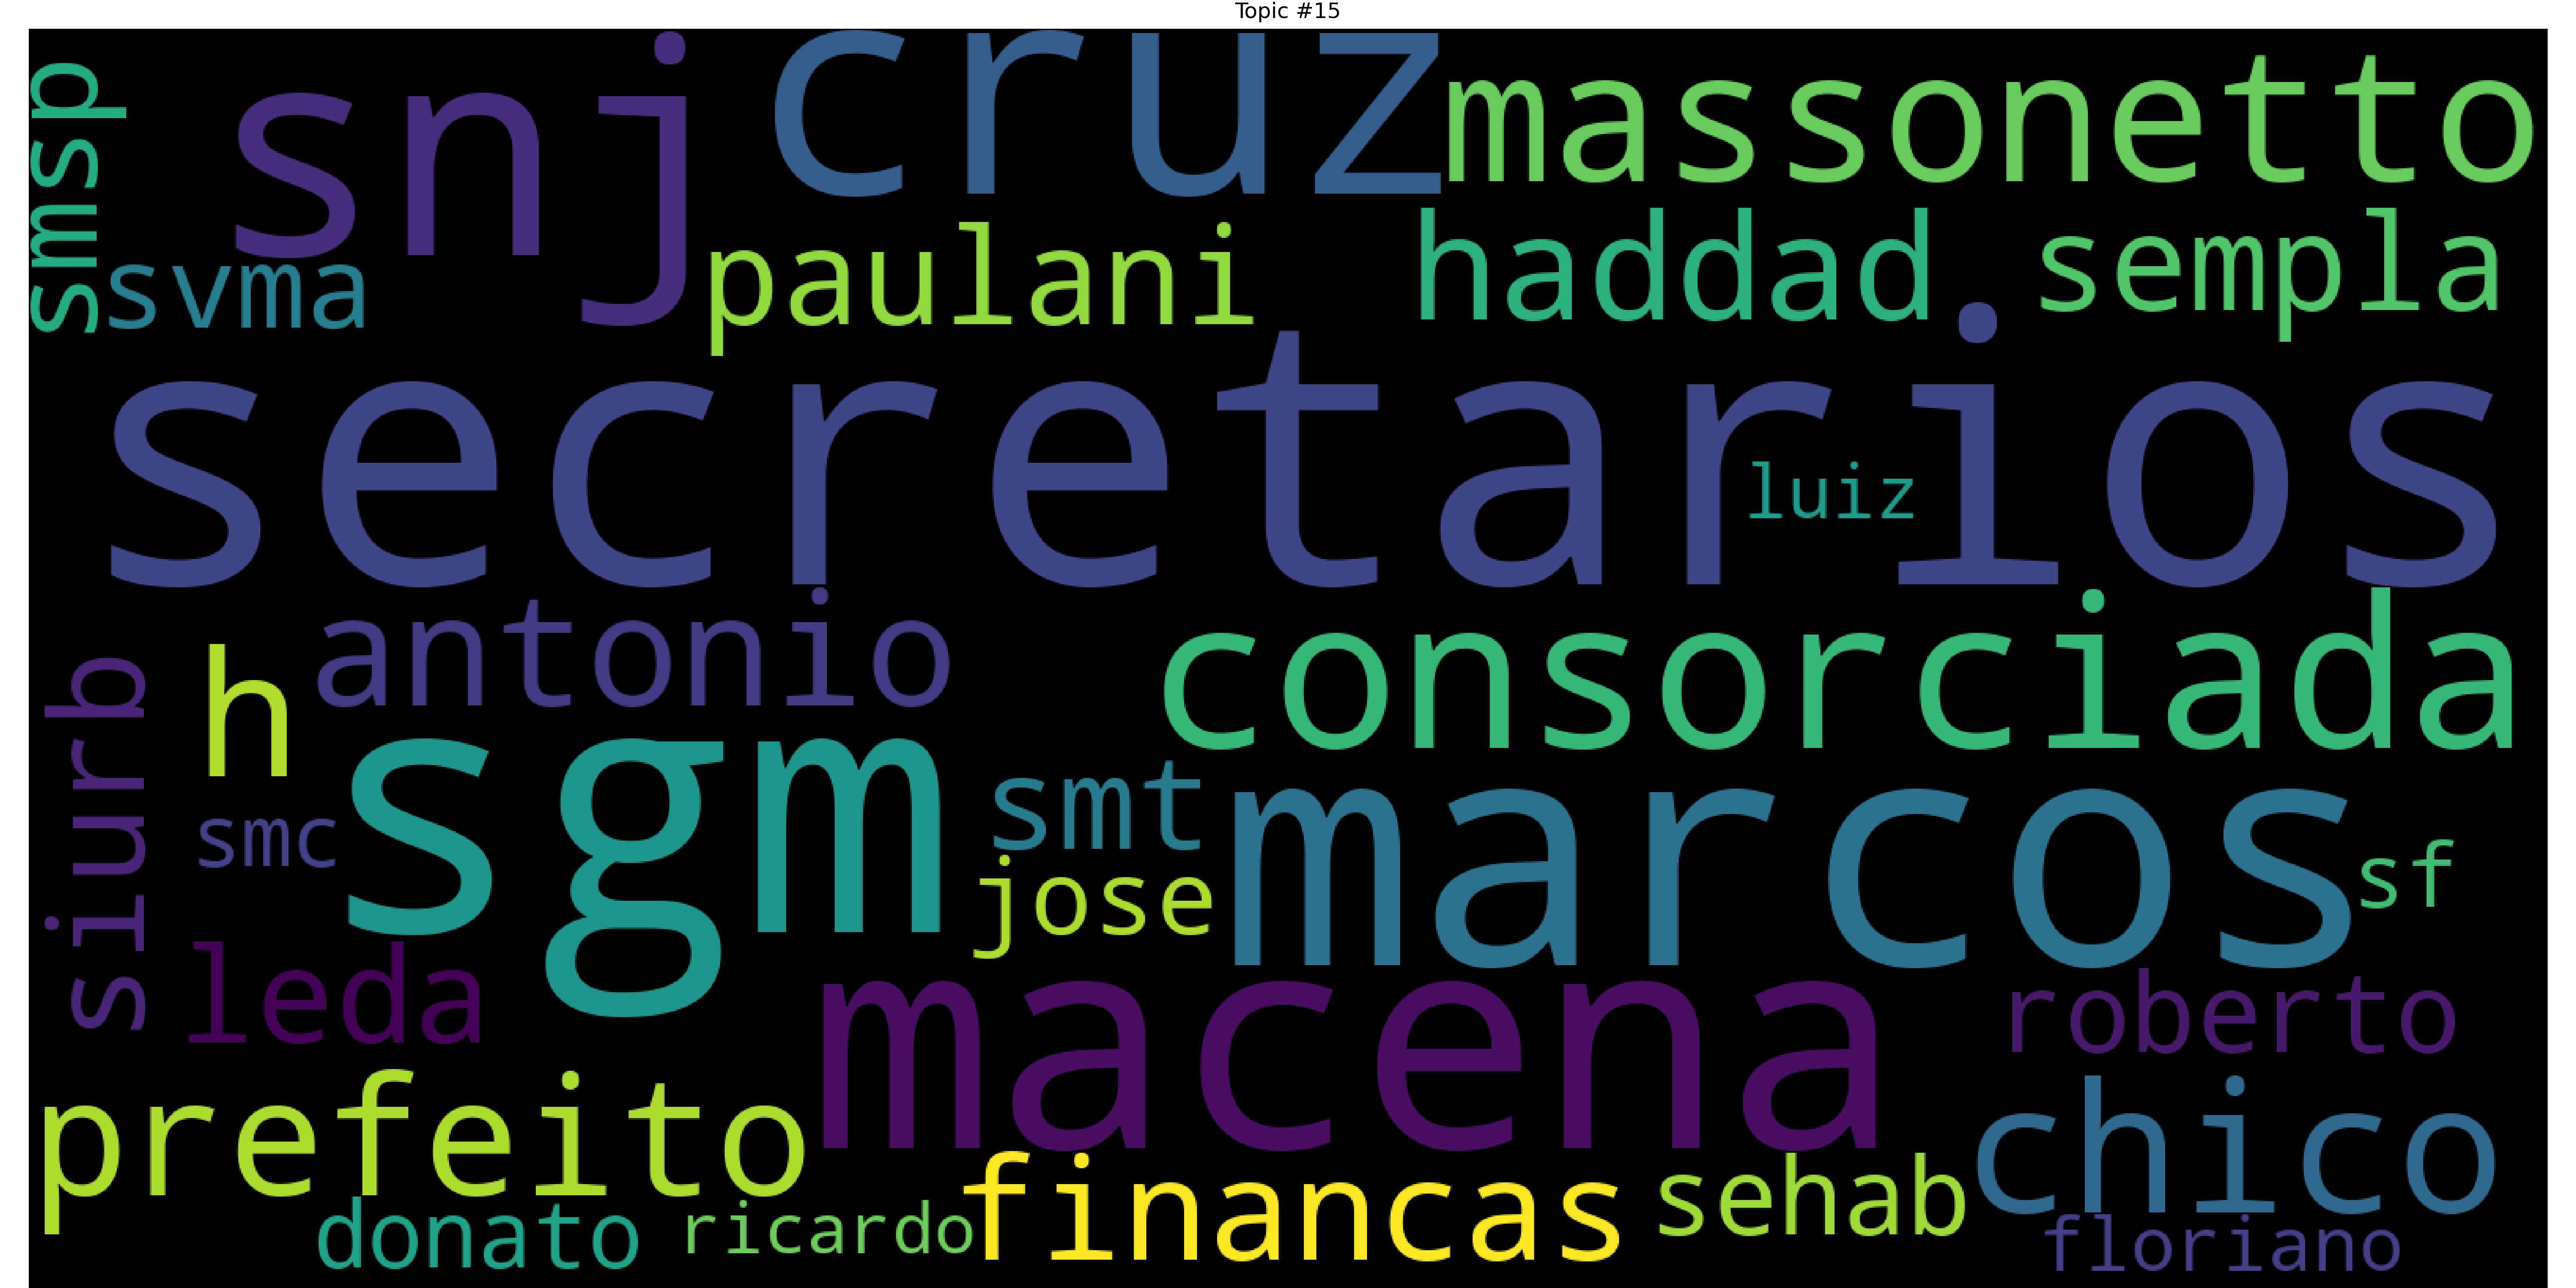 Topic #15
smsp
snj
cruz
massonetto
svma
paulani
haddad
sempla
secretarios
luiz
antonio
consorciada
siurb
h
sgm
smt
marcos
smc
jose
sf
leda
macena
roberto
prefeito
chico
financas
sehab
donato
ricardo
floriano